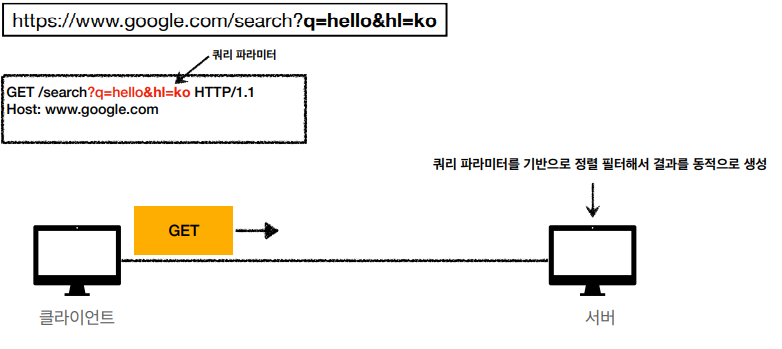 https://www.google.com/search?q=hello&hl=ko
쿼리 파라미터
GET /search?q=hello&hl=ko HTTP/1.1
Host: www.google.com
쿼리 파라미터를 기반으로 정렬 필터해서 결과를 동적으로 생성
GET
클라이언트
서버